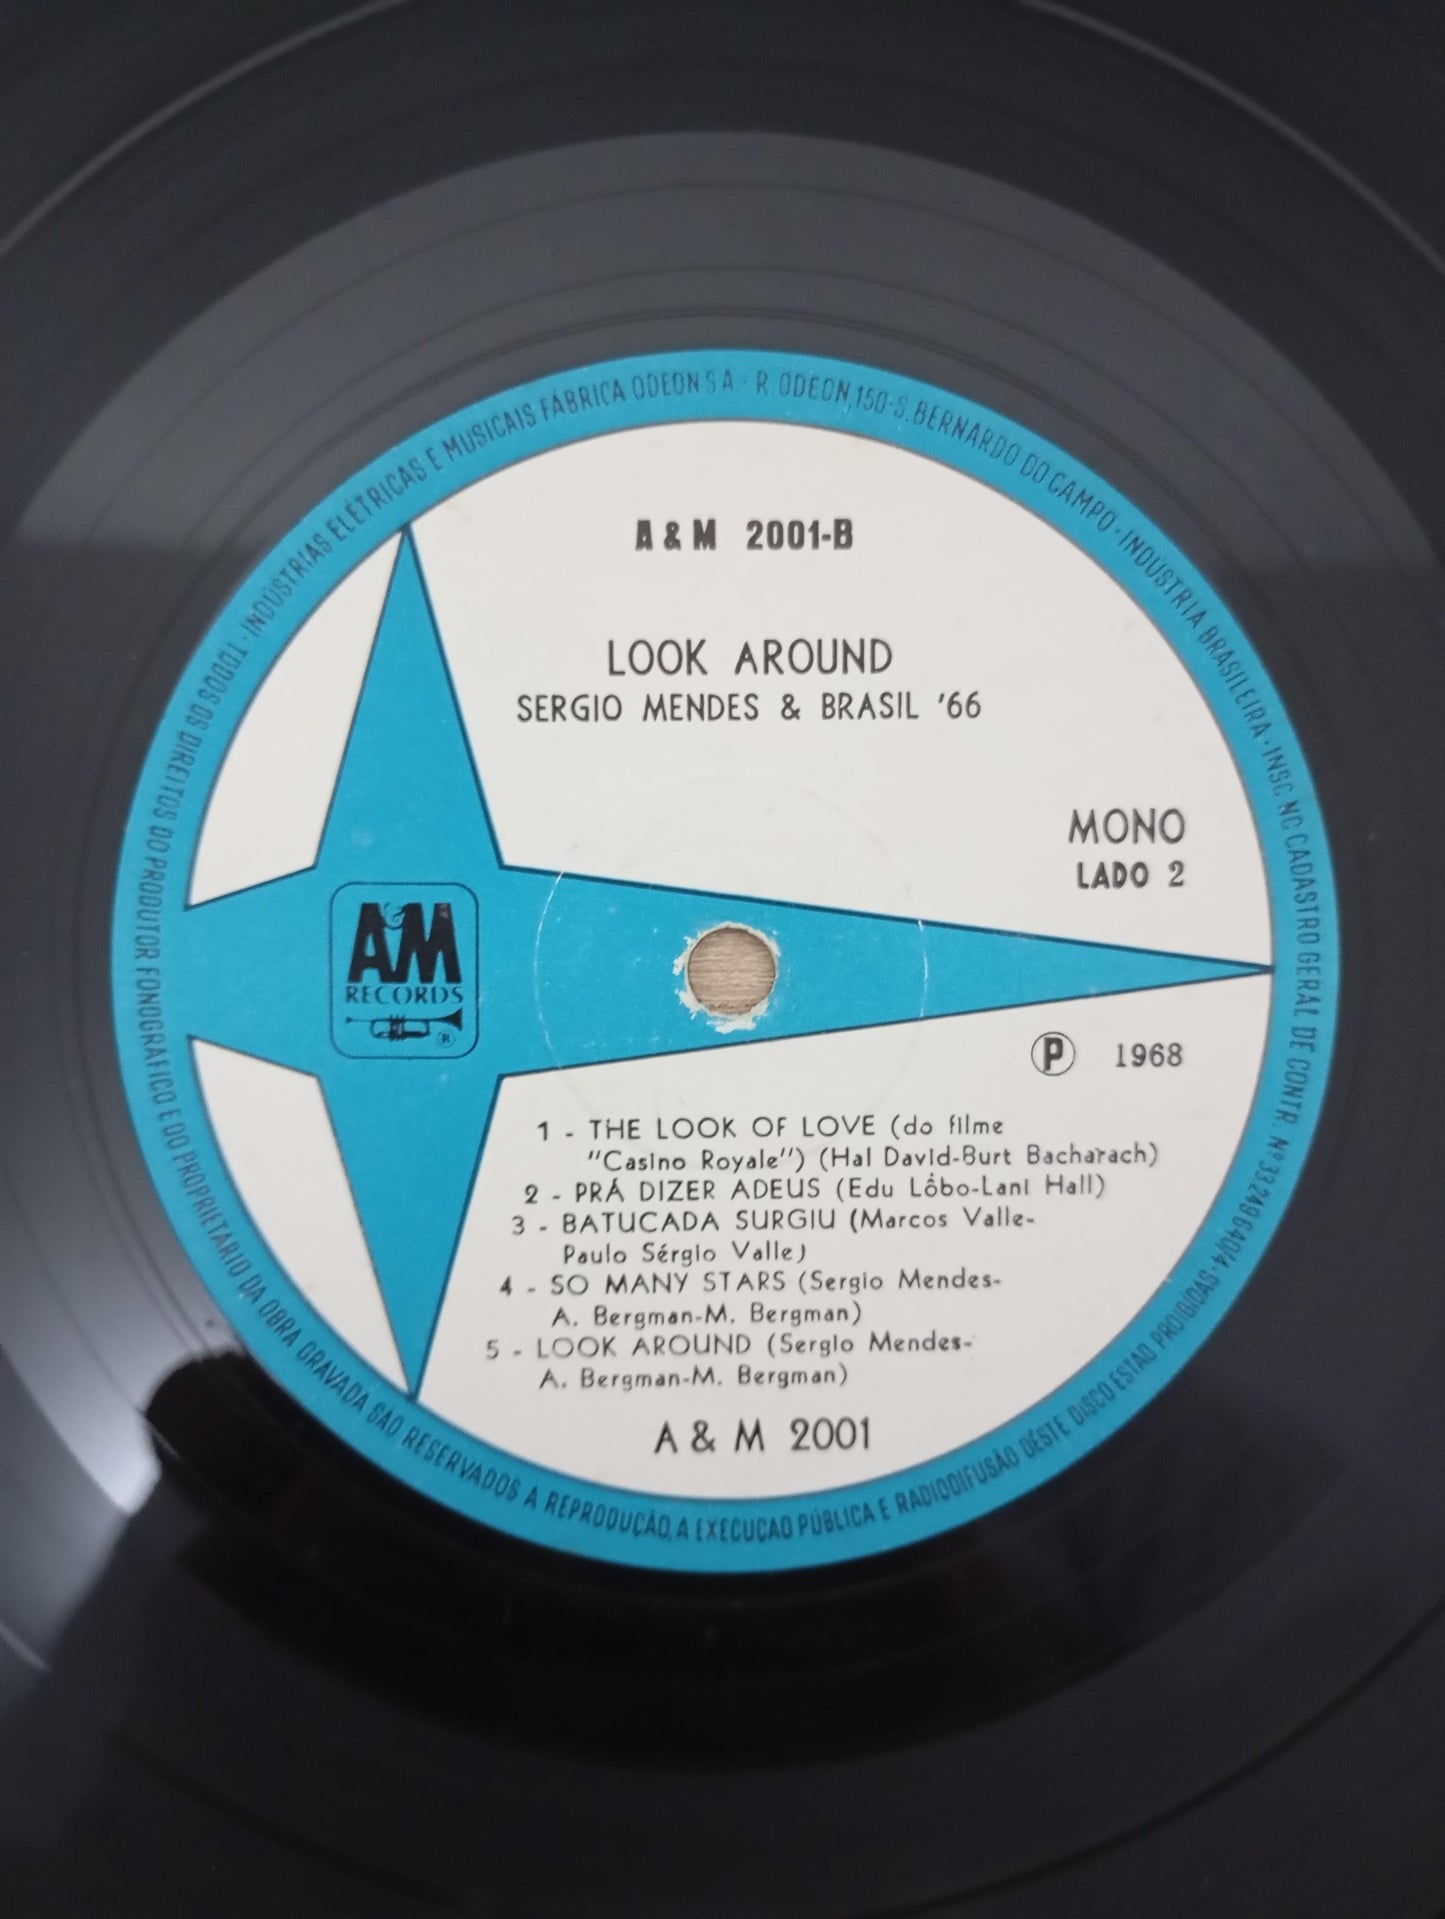 INDÚSTRIAS ELÉTRICAS E MUSICAIS FÁBRICA ODEON S.A. · R. ODEON, 150 · S. BERNARDO DO CAMPO · INDÚSTRIA BRASILEIRA · INSC. NO CADASTRO GERAL DE CONTR. Nº 33.249.640/4 ·
TODOS OS DIREITOS DO PRODUTOR FONOGRÁFICO E DO PROPRIETÁRIO DA OBRA GRAVADA SÃO RESERVADOS A REPRODUÇÃO, A EXECUÇÃO PÚBLICA E RADIODIFUSÃO DÊSTE DISCO ESTÃO PROIBIDAS ·
A & M 2001-B
LOOK AROUND
SERGIO MENDES & BRASIL '66
MONO
LADO 2
A&M
RECORDS
®
Ⓟ 1968
1 - THE LOOK OF LOVE (do filme
"Casino Royale") (Hal David-Burt Bacharach)
2 - PRÁ DIZER ADEUS (Edu Lôbo-Lani Hall)
3 - BATUCADA SURGIU (Marcos Valle-
Paulo Sérgio Valle)
4 - SO MANY STARS (Sergio Mendes-
A. Bergman-M. Bergman)
5 - LOOK AROUND (Sergio Mendes-
A. Bergman-M. Bergman)
A & M 2001